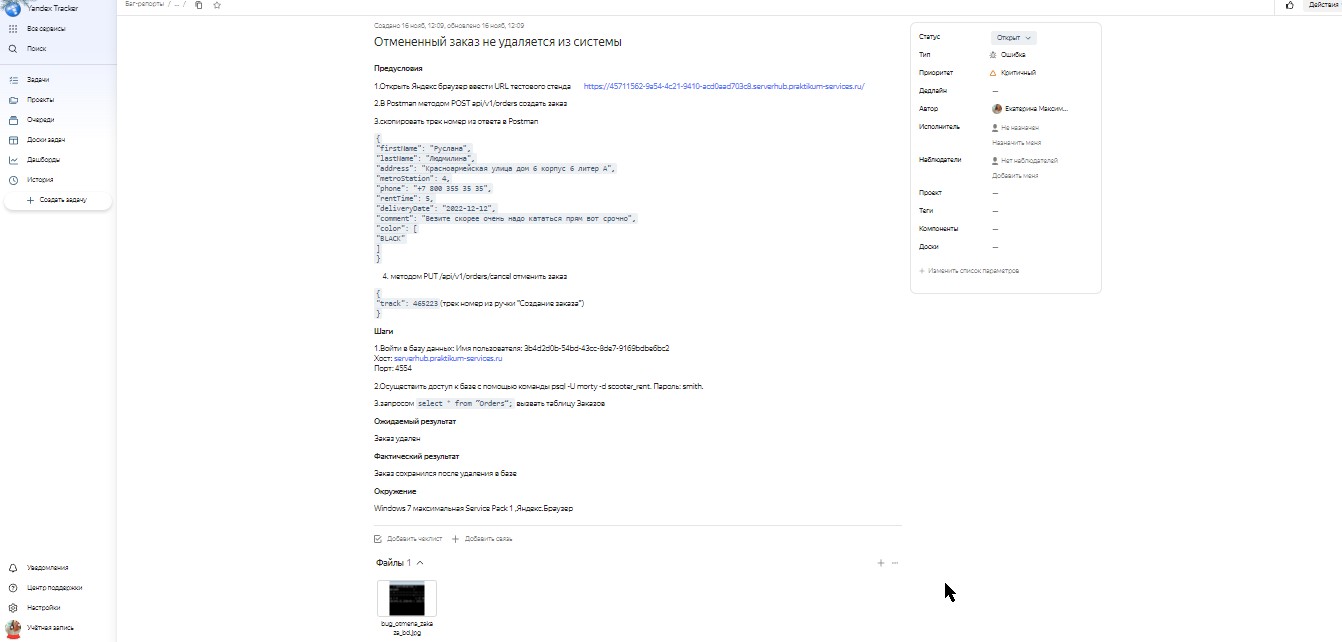 Yandex Tracker
Все сервисы
Поиск
Задачи
Проекты
Очереди
Доски задач
Дашборды
История
Создать задачу
Уведомления
Центр поддержки
Настройки
Учётная запись
Баг-репорты / ... /
Действия
Создано 16 нояб, 12:09, обновлено 16 нояб, 12:09
Отмененный заказ не удаляется из системы
Предусловия
1.Открыть Яндекс браузер ввести URL тестового стенда https://45711562-9a54-4c21-9410-acd0aad703c8.serverhub.praktikum-services.ru/
2.В Postman методом POST api/v1/orders создать заказ
3.скопировать трек номер из ответа в Postman
{
"firstName": "Руслана",
"lastName": "Людмилина",
"address": "Красноармейская улица дом 6 корпус 6 литер А",
"metroStation": 4,
"phone": "+7 800 355 35 35",
"rentTime": 5,
"deliveryDate": "2022-12-12",
"comment": "Везите скорее очень надо кататься прям вот срочно",
"color": [
"BLACK"
]
}
4. методом PUT /api/v1/orders/cancel отменить заказ
{
"track": 465223 (трек номер из ручки "Создание заказа")
}
Шаги
1.Войти в базу данных: Имя пользователя: 3b4d2d0b-54bd-43cc-8de7-9169bdbe6bc2
Хост: serverhub.praktikum-services.ru
Порт: 4554
2.Осуществить доступ к базе с помощью команды psql -U morty -d scooter_rent. Пароль: smith.
3.запросом select * from "Orders"; вызвать таблицу Заказов
Ожидаемый результат
Заказ удален
Фактический результат
Заказ сохранился после удаления в базе
Окружение
Windows 7 максимальная Service Pack 1 ,Яндекс.Браузер
Добавить чеклист
Добавить связь
Файлы 1
bug_otmena_zaka
za_bd.jpg
Статус Открыт
Тип Ошибка
Приоритет Критичный
Дедлайн —
Автор Екатерина Максим...
Исполнитель Не назначен
Назначить меня
Наблюдатели Нет наблюдателей
Добавить меня
Проект —
Теги —
Компоненты —
Доски —
Изменить список параметров